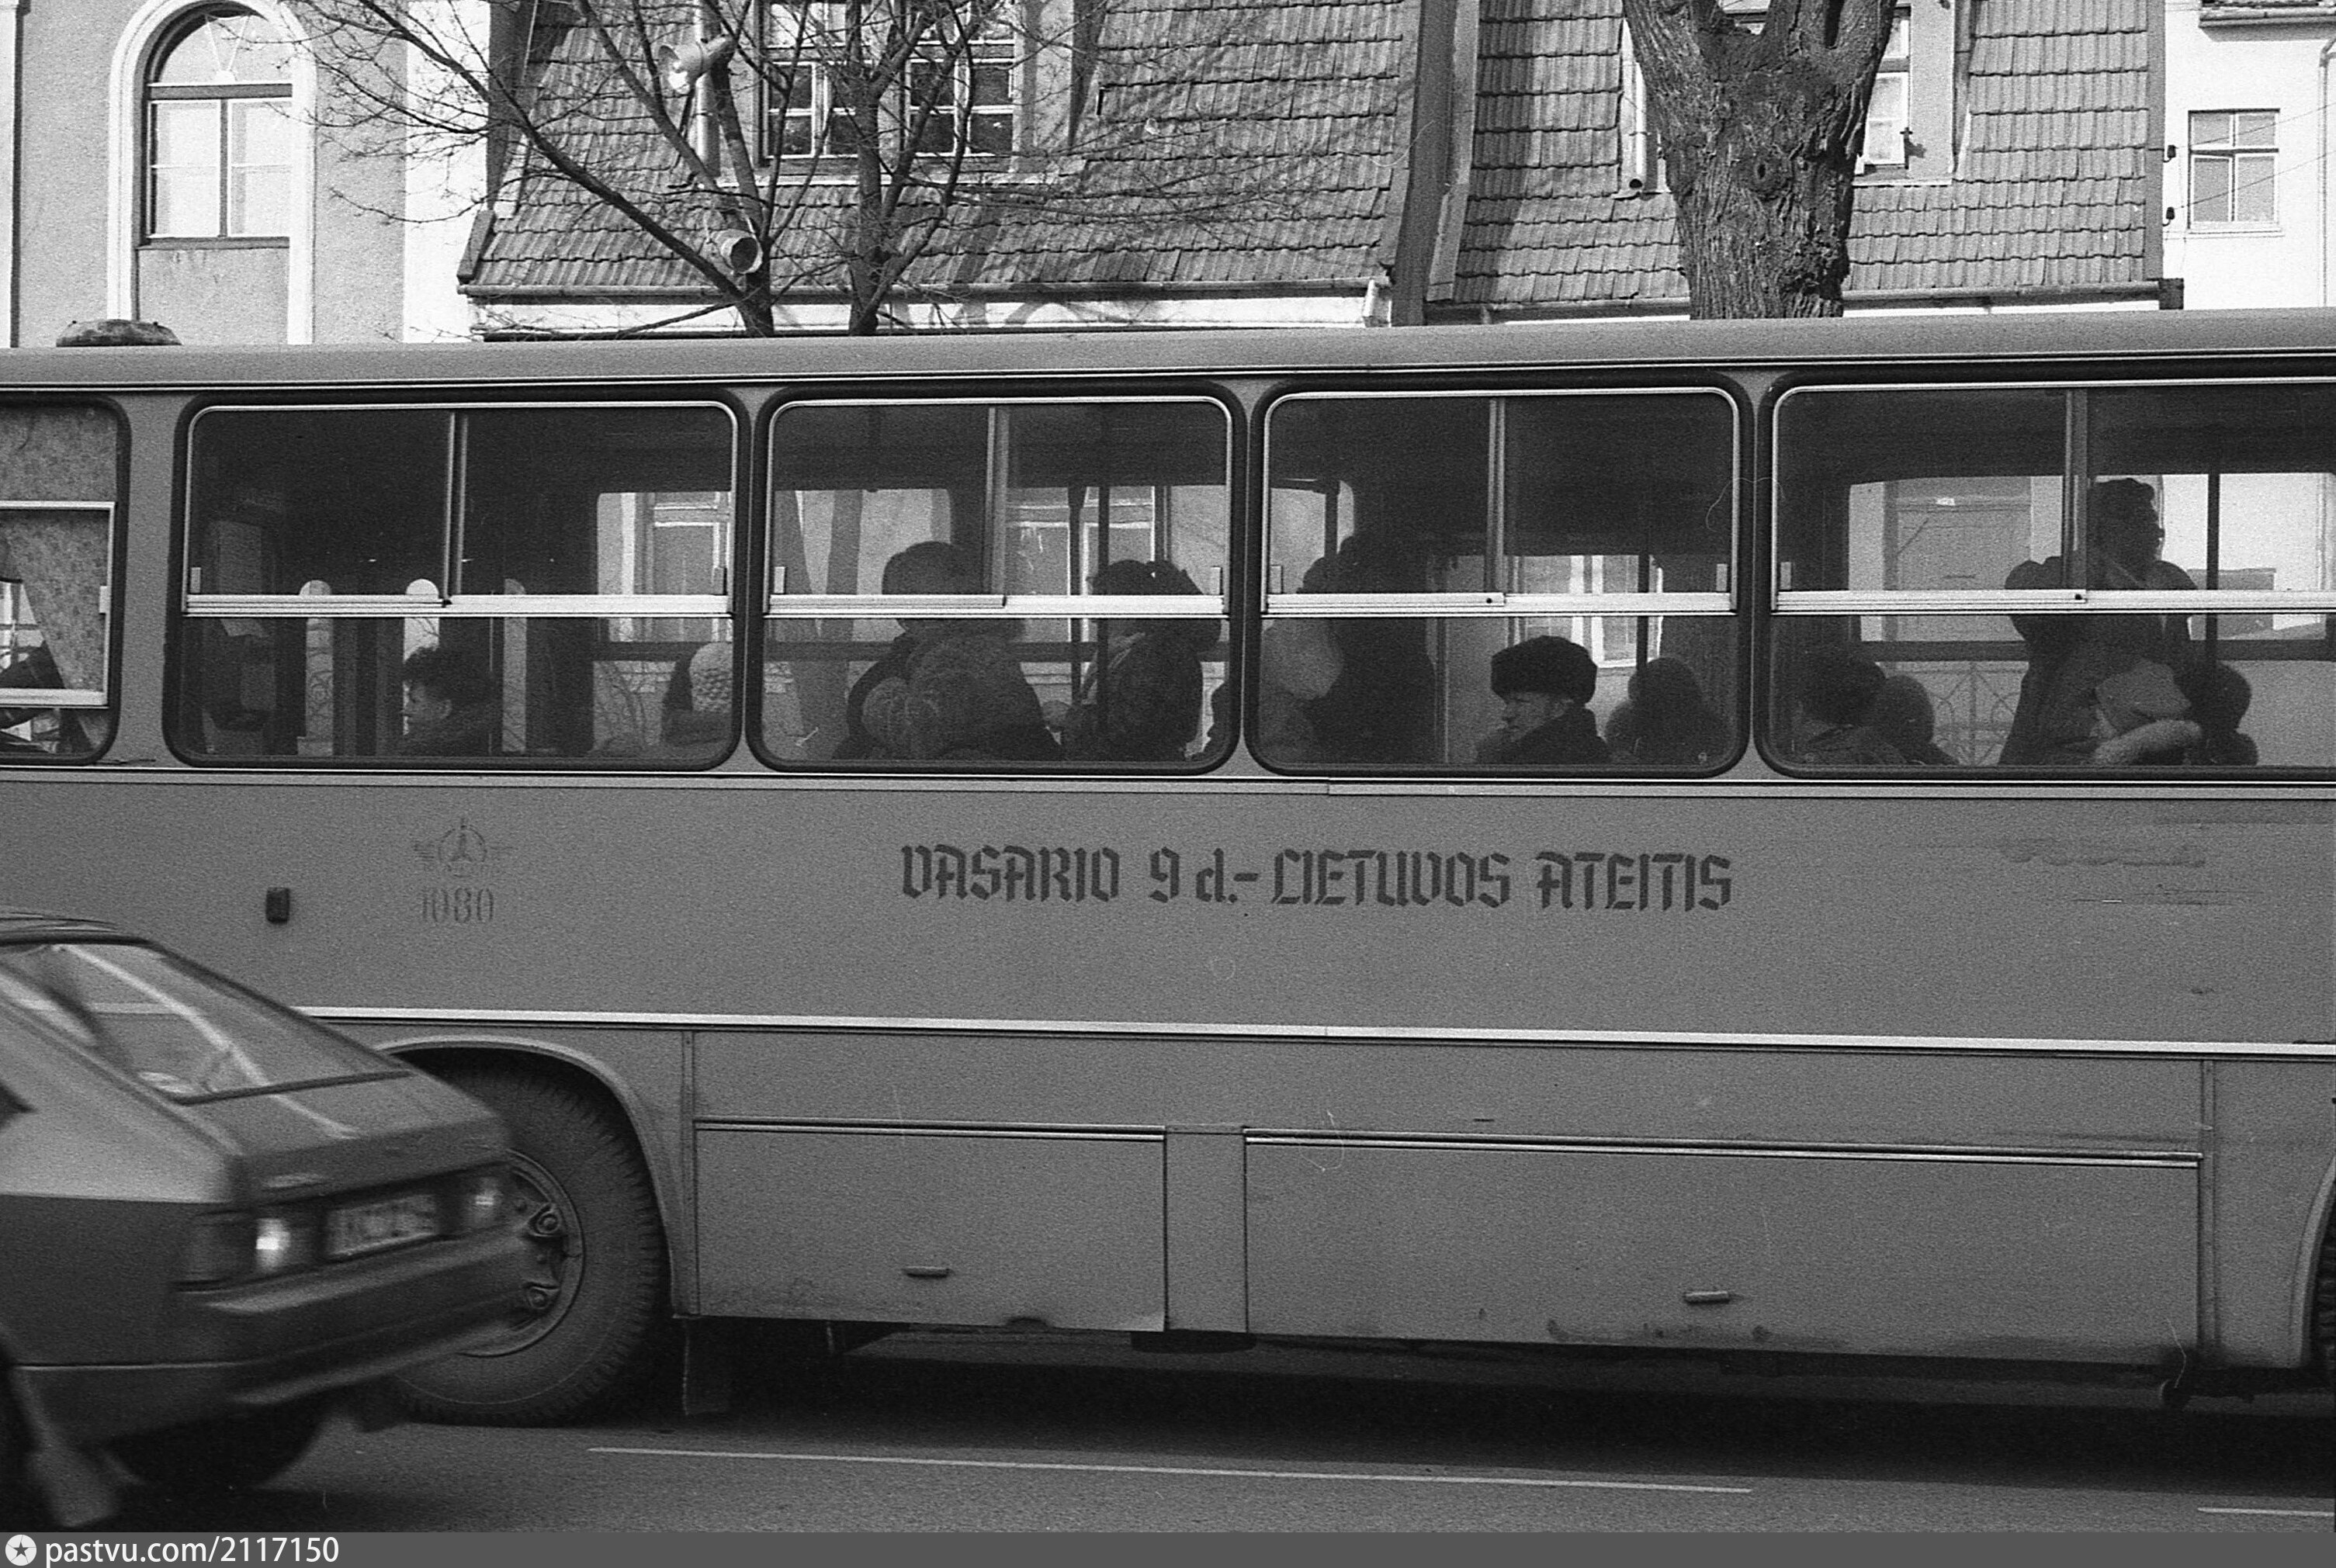 1080
VASARIO 9 d.- LIETUVOS ATEITIS
pastvu.com/2117150